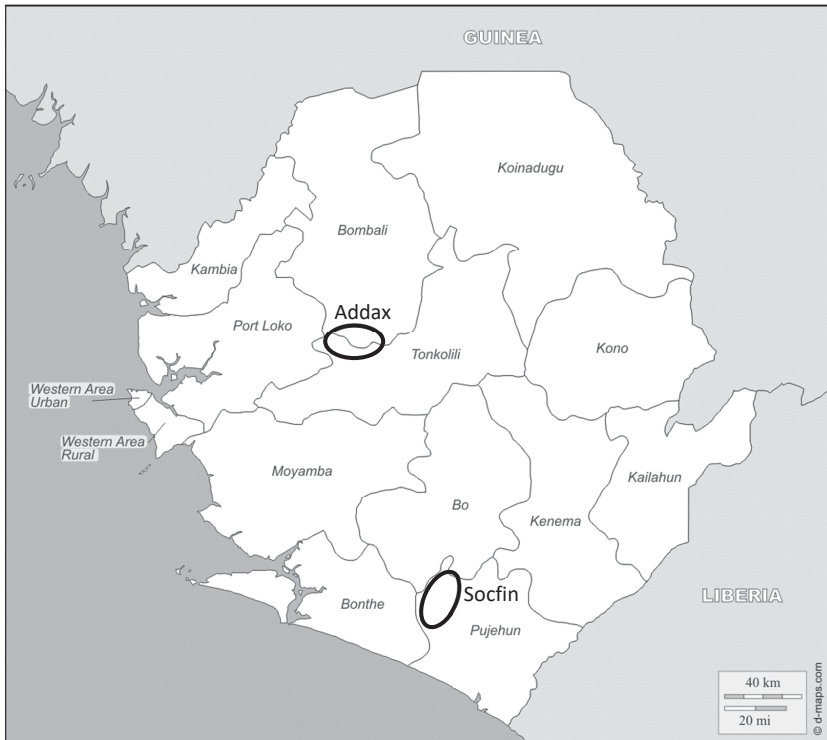 GUINEA
Koinadugu
Bombali
Kambia
Addax
Port Loko
Kono
Tonkolili
Western Area
Urban
Western Area
Rural
Moyamba
Kailahun
Bo
Kenema
Socfin
LIBERIA
Bonthe
Pujehun
40 km
20 mi
© d-maps.com